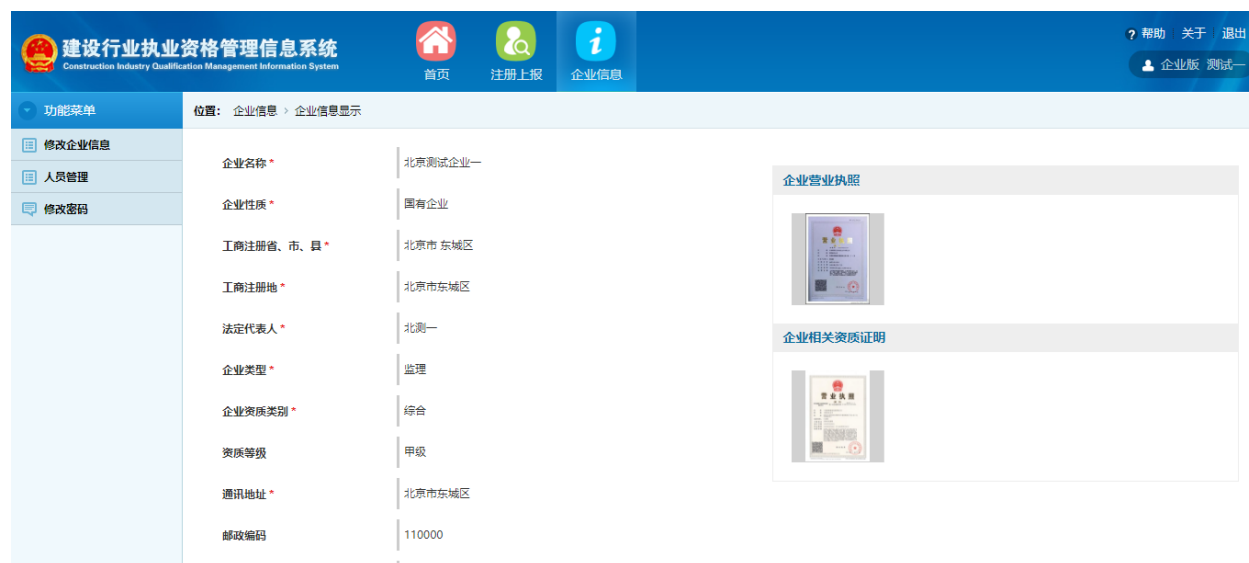 建设行业执业资格管理信息系统
Construction Industry Qualification Management Information System
首页
注册上报
企业信息
? 帮助 关于 退出
企业版 测试一
功能菜单
位置： 企业信息 > 企业信息显示
修改企业信息
人员管理
修改密码
企业名称 * 北京测试企业一
企业性质 * 国有企业
工商注册省、市、县 * 北京市 东城区
工商注册地 * 北京市东城区
法定代表人 * 北测一
企业类型 * 监理
企业资质类别 * 综合
资质等级 甲级
通讯地址 * 北京市东城区
邮政编码 110000
企业营业执照
企业相关资质证明
营业执照